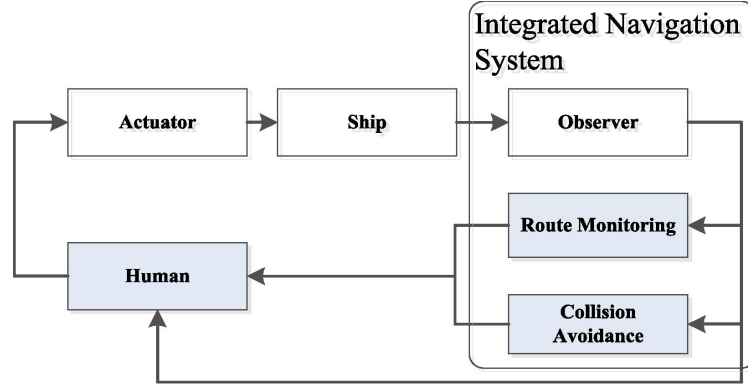 Integrated Navigation
System
Actuator
Ship
Observer
Route Monitoring
Human
Collision
Avoidance